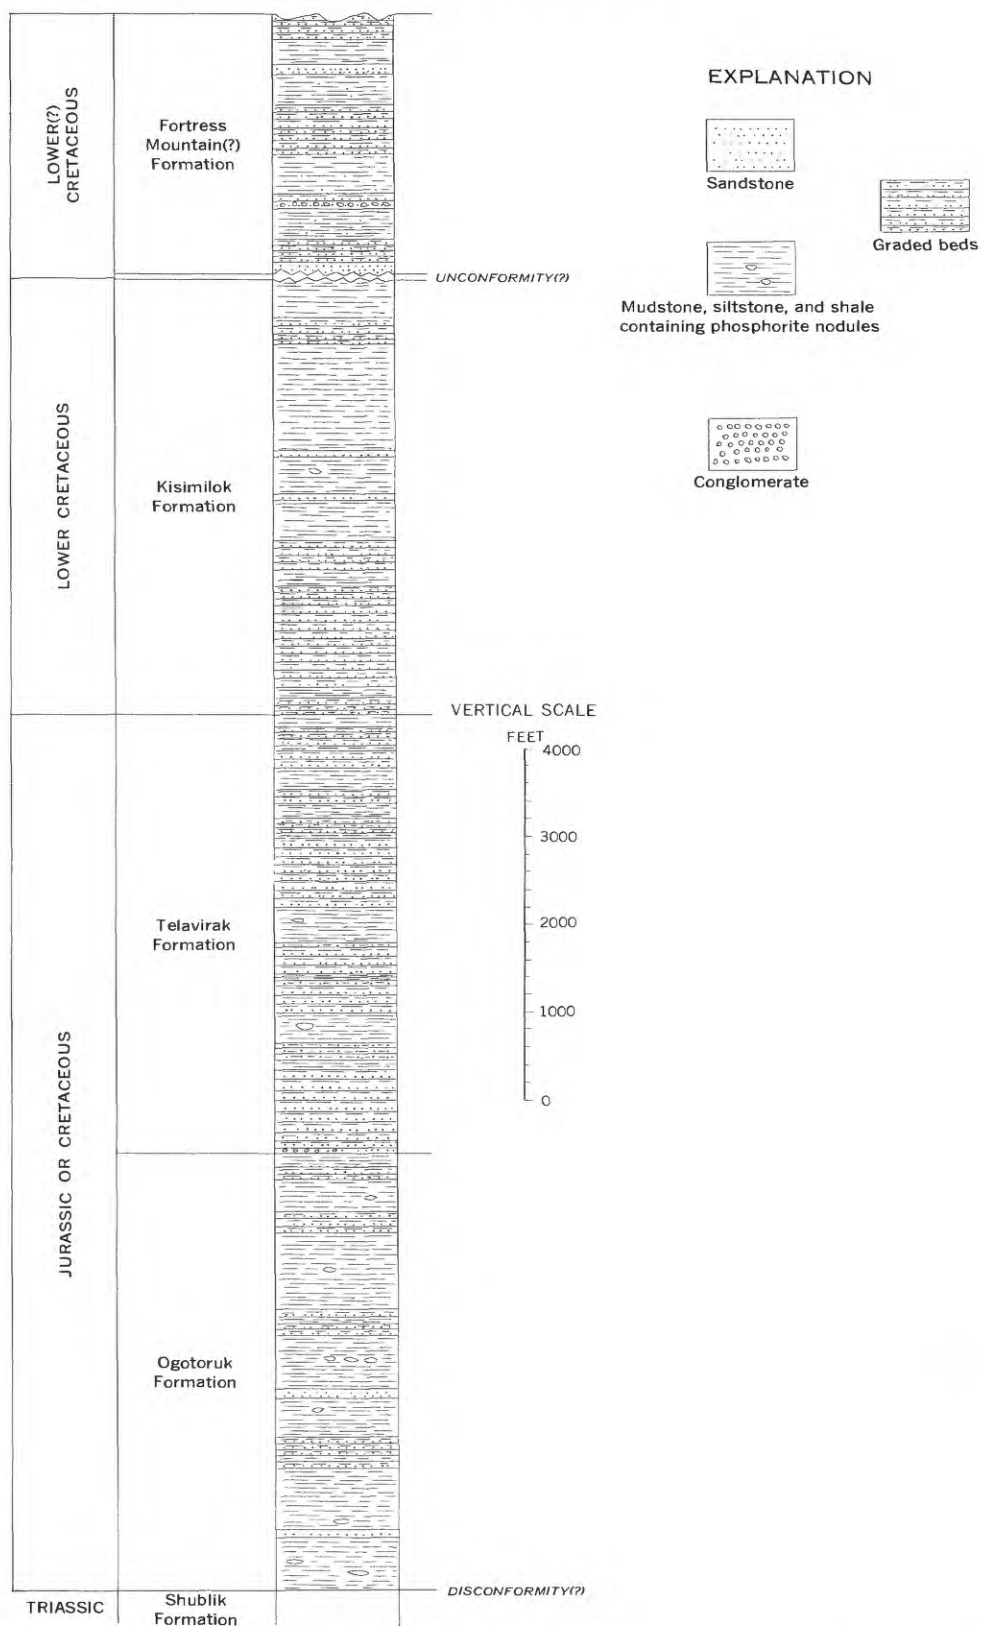 EXPLANATION
Sandstone
Graded beds
Mudstone, siltstone, and shale
containing phosphorite nodules
Conglomerate
LOWER(?)
CRETACEOUS
Fortress
Mountain(?)
Formation
UNCONFORMITY(?)
LOWER CRETACEOUS
Kisimilok
Formation
VERTICAL SCALE
FEET
4000
3000
2000
1000
0
JURASSIC OR CRETACEOUS
Telavirak
Formation
Ogotoruk
Formation
DISCONFORMITY(?)
TRIASSIC
Shublik
Formation